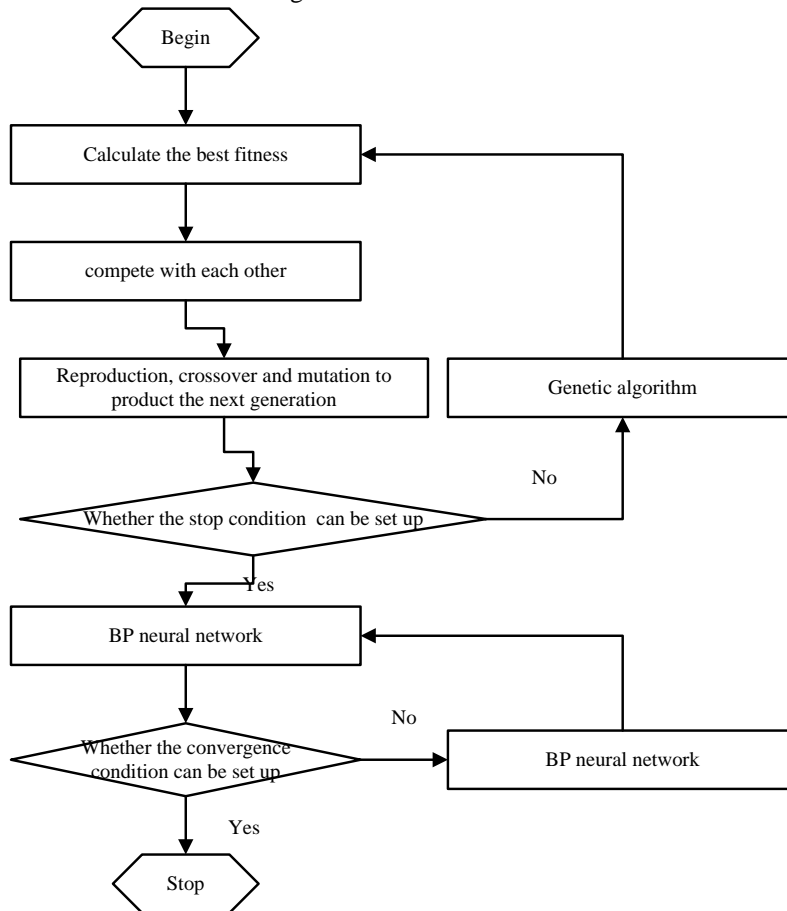 Begin
Calculate the best fitness
compete with each other
Reproduction, crossover and mutation to
product the next generation
Genetic algorithm
No
Whether the stop condition can be set up
Yes
BP neural network
No
Whether the convergence
condition can be set up
BP neural network
Yes
Stop